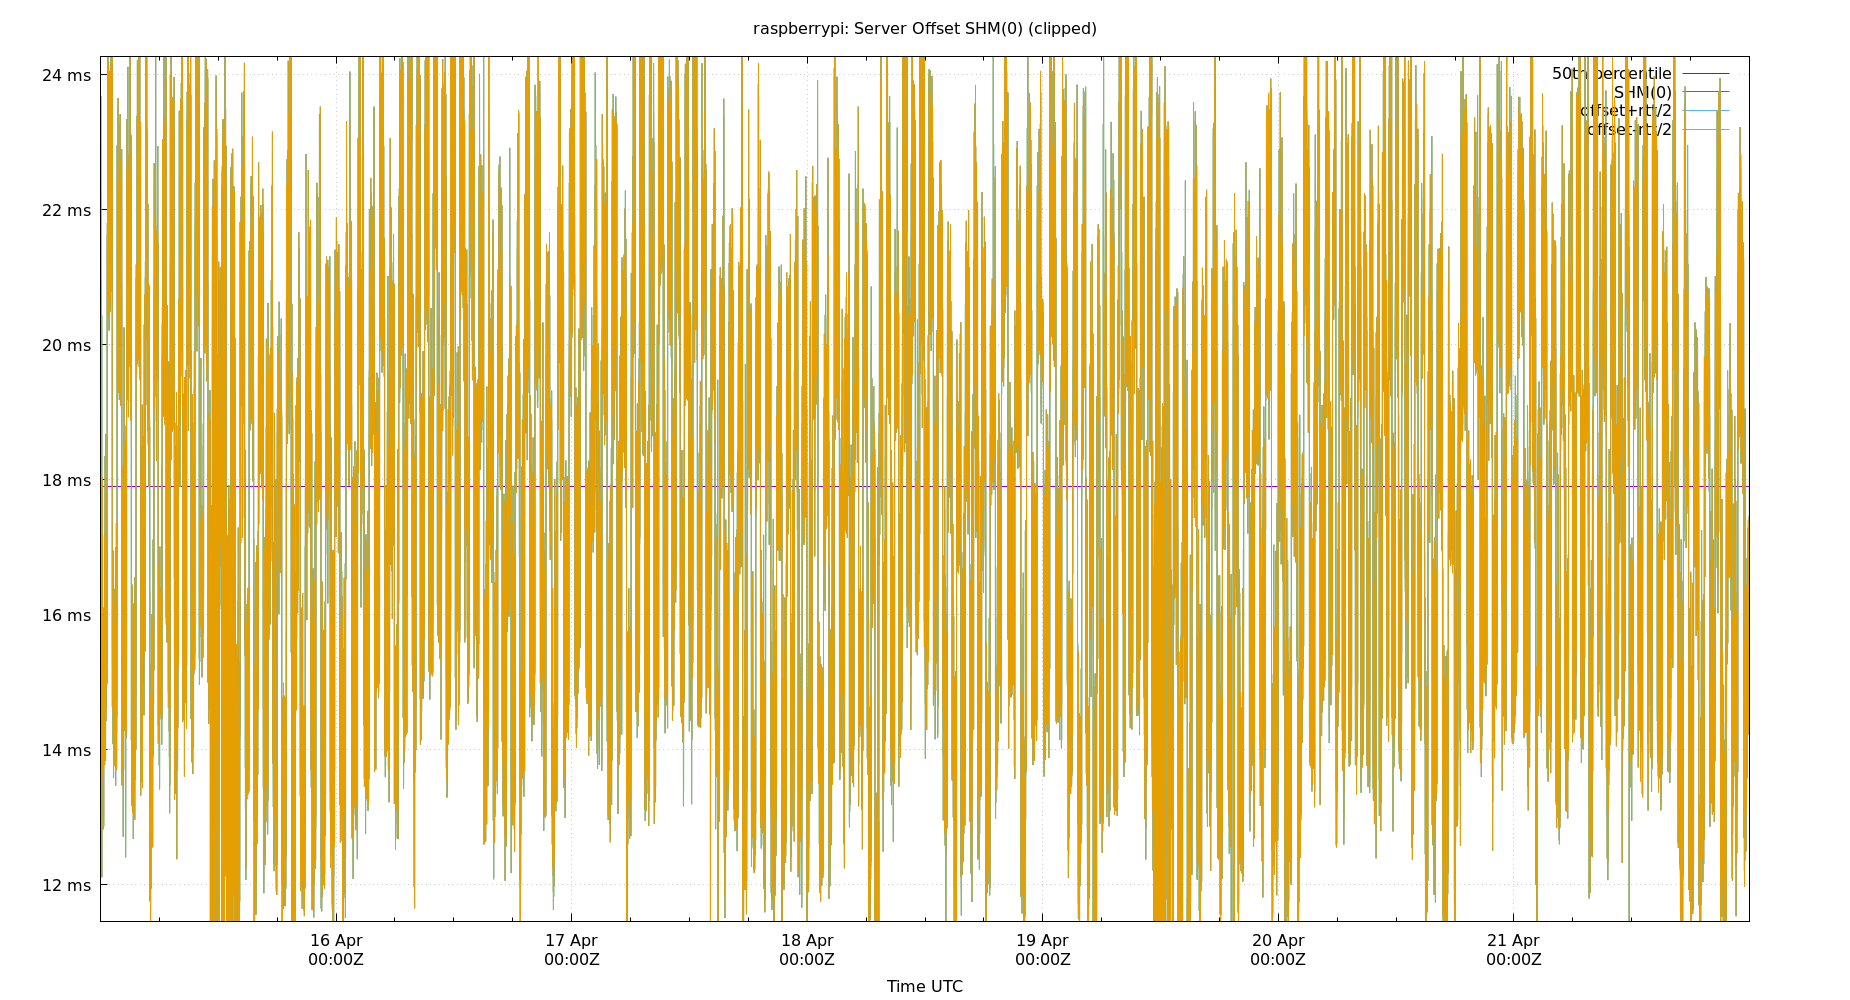 raspberrypi: Server Offset SHM(0) (clipped)
24 ms
22 ms
20 ms
18 ms
16 ms
14 ms
12 ms
50th percentile
SHM(0)
offset+rtt/2
offset-rtt/2
16 Apr
00:00Z
17 Apr
00:00Z
18 Apr
00:00Z
19 Apr
00:00Z
20 Apr
00:00Z
21 Apr
00:00Z
Time UTC